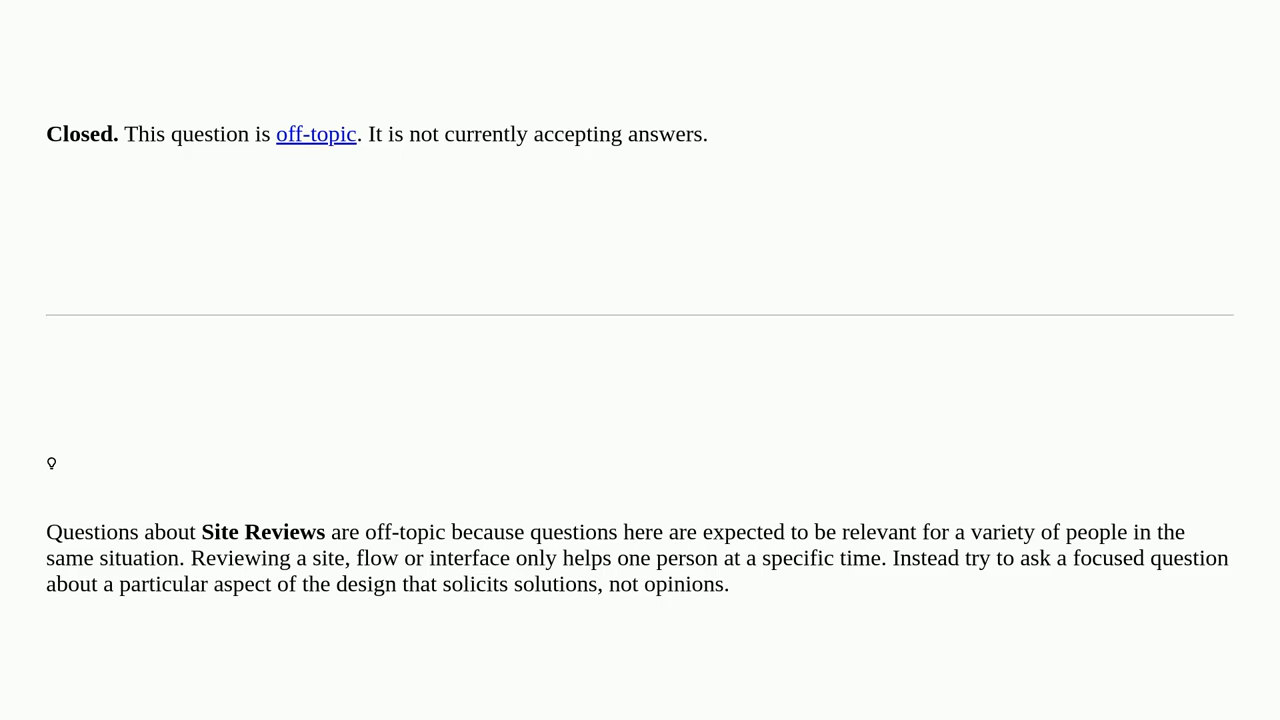 Closed. This question is off-topic. It is not currently accepting answers.
Questions about Site Reviews are off-topic because questions here are expected to be relevant for a variety of people in the
same situation. Reviewing a site, flow or interface only helps one person at a specific time. Instead try to ask a focused question
about a particular aspect of the design that solicits solutions, not opinions.